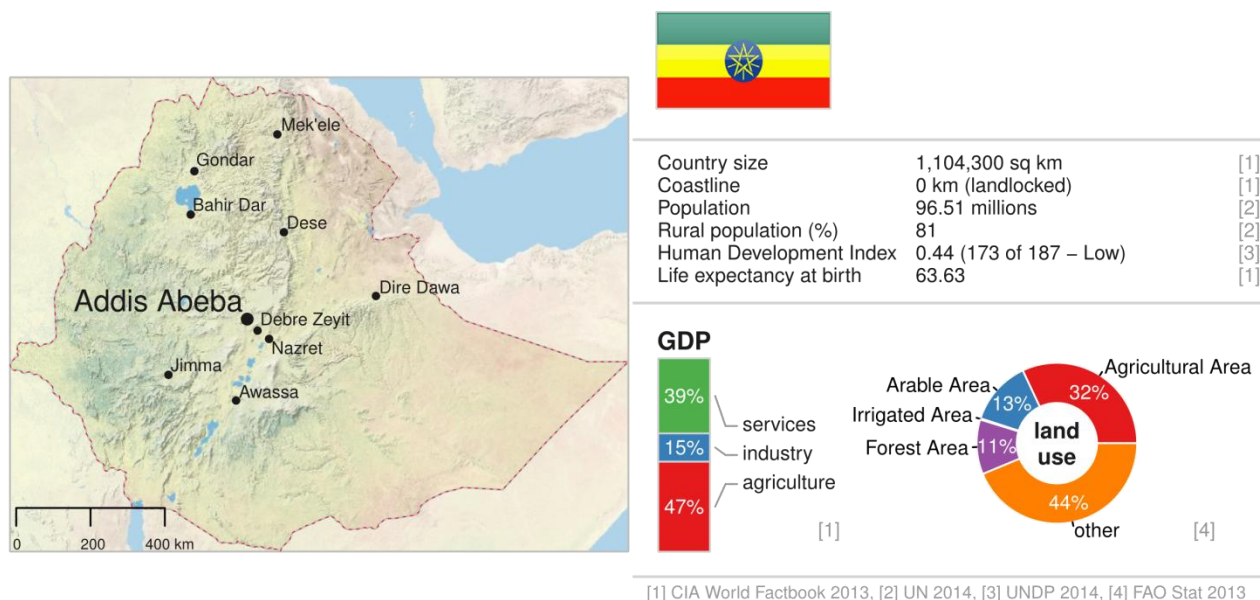 Mek'ele
Gondar
Bahir Dar
Dese
Dire Dawa
Addis Abeba
Debre Zeyit
Nazret
Jimma
Awassa
0 200 400 km
Country size 1,104,300 sq km [1]
Coastline 0 km (landlocked) [1]
Population 96.51 millions [2]
Rural population (%) 81 [2]
Human Development Index 0.44 (173 of 187 – Low) [3]
Life expectancy at birth 63.63 [1]
GDP
39%
services
15%
industry
agriculture
47%
[1]
Agricultural Area
32%
Arable Area
13%
Irrigated Area
Forest Area
11%
land
use
44%
other
[4]
[1] CIA World Factbook 2013, [2] UN 2014, [3] UNDP 2014, [4] FAO Stat 2013